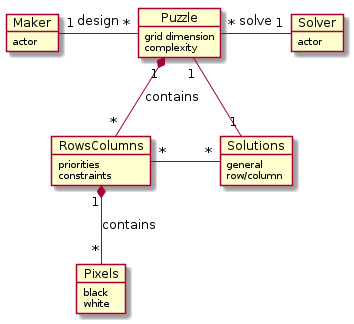 Maker
actor
1 design *
Puzzle
grid dimension
complexity
* solve 1
Solver
actor
1
1
contains
*
1
RowsColumns
priorities
constraints
*
*
Solutions
general
row/column
1
contains
*
Pixels
black
white